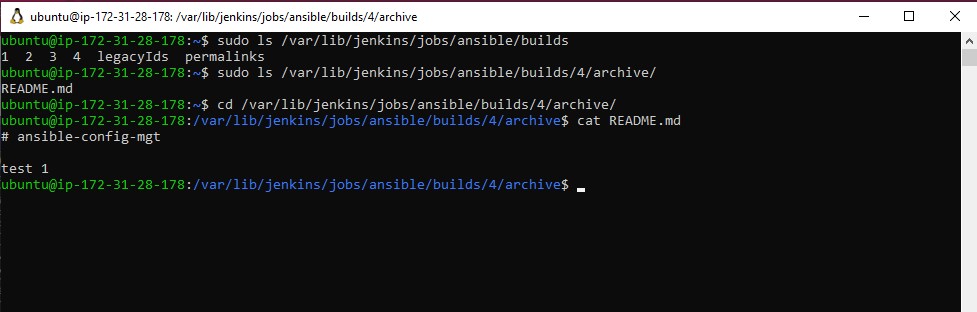 ubuntu@ip-172-31-28-178: /var/lib/jenkins/jobs/ansible/builds/4/archive
ubuntu@ip-172-31-28-178:~$ sudo ls /var/lib/jenkins/jobs/ansible/builds
1  2  3  4  legacyIds  permalinks
ubuntu@ip-172-31-28-178:~$ sudo ls /var/lib/jenkins/jobs/ansible/builds/4/archive/
README.md
ubuntu@ip-172-31-28-178:~$ cd /var/lib/jenkins/jobs/ansible/builds/4/archive/
ubuntu@ip-172-31-28-178:/var/lib/jenkins/jobs/ansible/builds/4/archive$ cat README.md
# ansible-config-mgt
test 1
ubuntu@ip-172-31-28-178:/var/lib/jenkins/jobs/ansible/builds/4/archive$